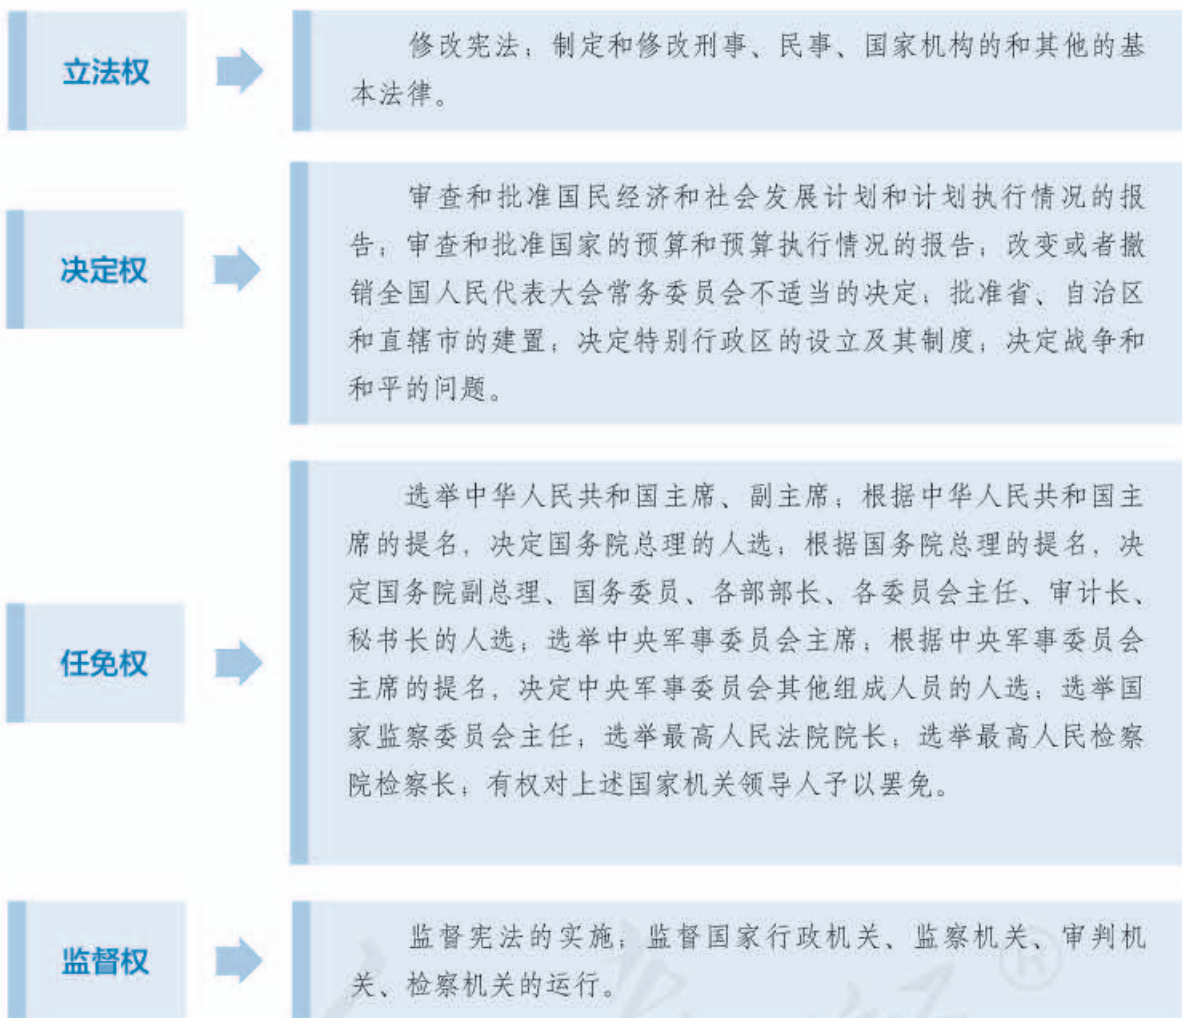 立法权
修改宪法；制定和修改刑事、民事、国家机构的和其他的基
本法律。
决定权
审查和批准国民经济和社会发展计划和计划执行情况的报
告；审查和批准国家的预算和预算执行情况的报告；改变或者撤
销全国人民代表大会常务委员会不适当的决定；批准省、自治区
和直辖市的建置；决定特别行政区的设立及其制度；决定战争和
和平的问题。
任免权
选举中华人民共和国主席、副主席；根据中华人民共和国主
席的提名，决定国务院总理的人选；根据国务院总理的提名，决
定国务院副总理、国务委员、各部部长、各委员会主任、审计长、
秘书长的人选；选举中央军事委员会主席；根据中央军事委员会
主席的提名，决定中央军事委员会其他组成人员的人选；选举国
家监察委员会主任；选举最高人民法院院长；选举最高人民检察
院检察长；有权对上述国家机关领导人予以罢免。
监督权
监督宪法的实施；监督国家行政机关、监察机关、审判机
关、检察机关的运行。
®